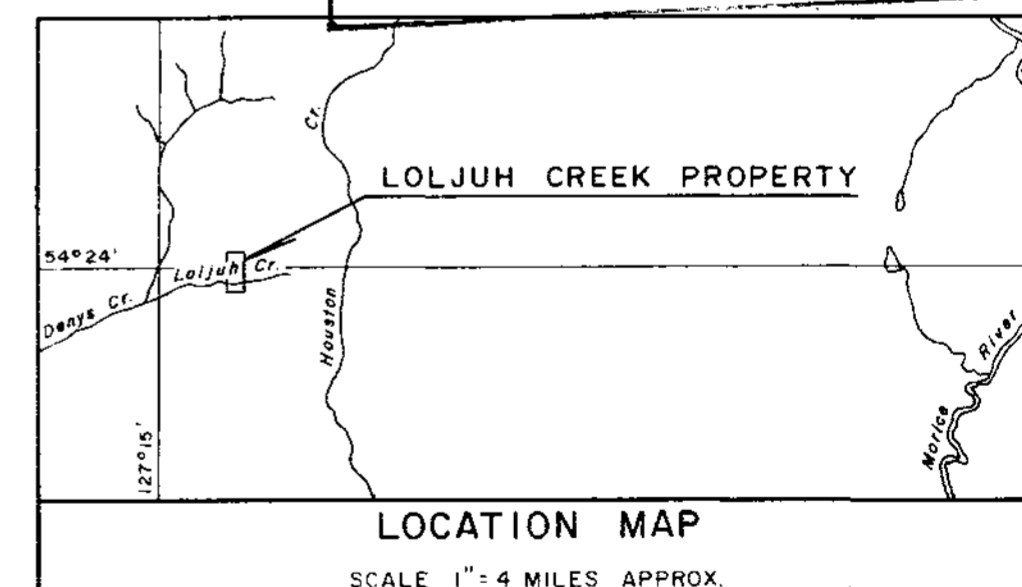 Cr.
LOLJUH CREEK PROPERTY
54°24'
Loljuh Cr.
Denys Cr.
Houston
River
Morice
127°15'
LOCATION MAP
SCALE 1"=4 MILES APPROX.